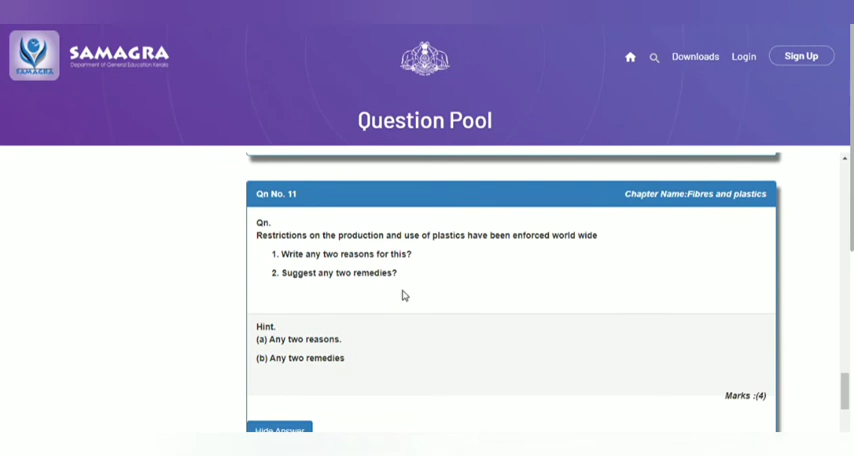 SAMAGRA
Department of General Education Kerala
SAMAGRA
Downloads
Login
Sign Up
Question Pool
Qn No. 11
Chapter Name:Fibres and plastics
Qn.
Restrictions on the production and use of plastics have been enforced world wide
1. Write any two reasons for this?
2. Suggest any two remedies?
Hint.
(a) Any two reasons.
(b) Any two remedies
Marks :(4)
Hide Answer